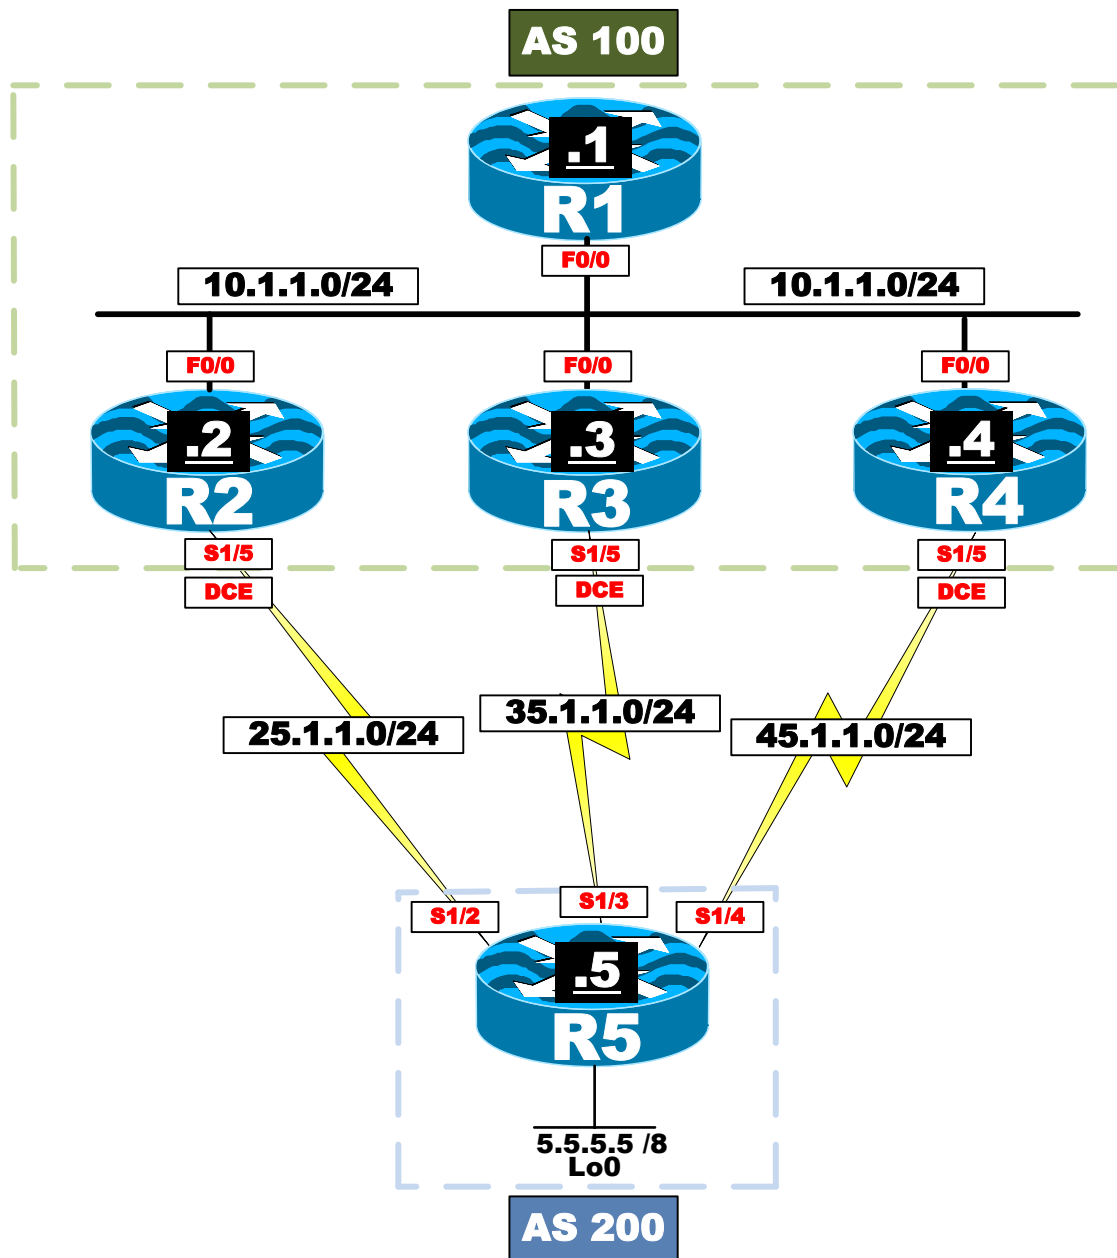 AS 100
.1
R1
F0/0
10.1.1.0/24
10.1.1.0/24
F0/0
F0/0
F0/0
.2
.3
.4
R2
R3
R4
S1/5
S1/5
S1/5
DCE
DCE
DCE
25.1.1.0/24
35.1.1.0/24
45.1.1.0/24
S1/2
S1/3
S1/4
.5
R5
5.5.5.5 /8
Lo0
AS 200